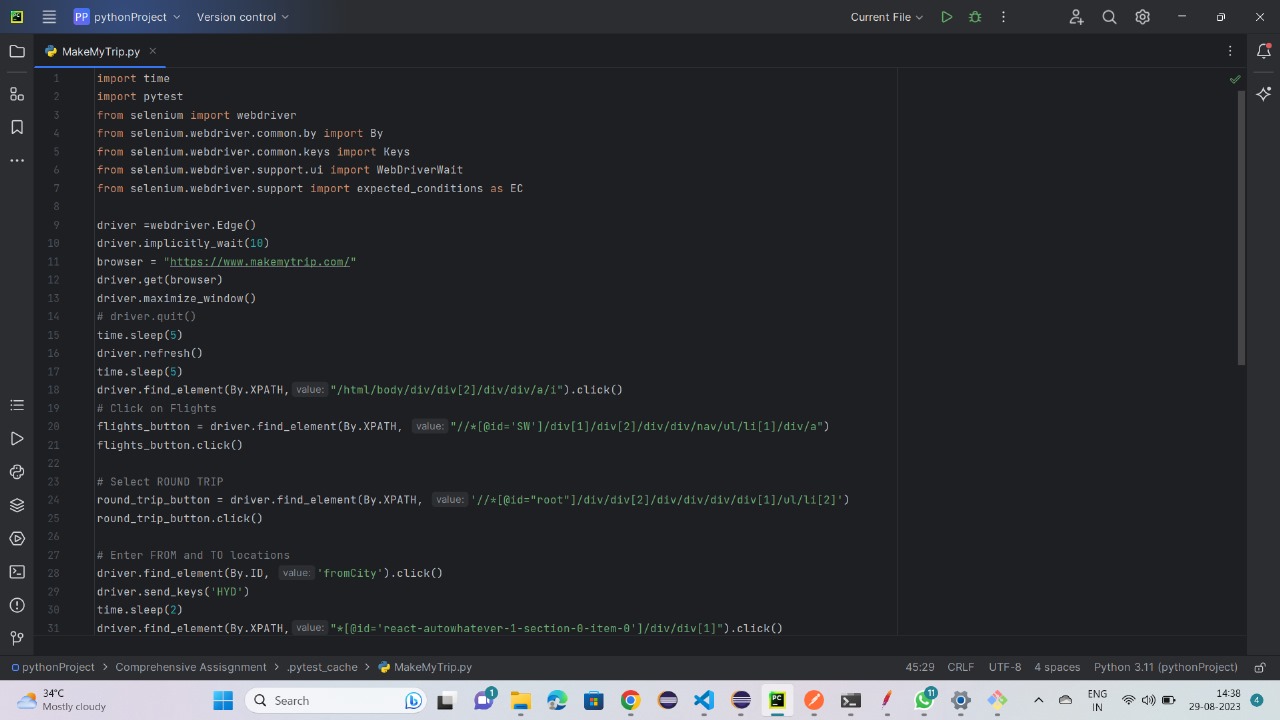 PP pythonProject Version control Current File
MakeMyTrip.py
1 import time
2 import pytest
3 from selenium import webdriver
4 from selenium.webdriver.common.by import By
5 from selenium.webdriver.common.keys import Keys
6 from selenium.webdriver.support.ui import WebDriverWait
7 from selenium.webdriver.support import expected_conditions as EC
8
9 driver =webdriver.Edge()
10 driver.implicitly_wait(10)
11 browser = "https://www.makemytrip.com/"
12 driver.get(browser)
13 driver.maximize_window()
14 # driver.quit()
15 time.sleep(5)
16 driver.refresh()
17 time.sleep(5)
18 driver.find_element(By.XPATH, value: "/html/body/div/div[2]/div/div/a/i").click()
19 # Click on Flights
20 flights_button = driver.find_element(By.XPATH, value: "//*[@id='SW']/div[1]/div[2]/div/div/nav/ul/li[1]/div/a")
21 flights_button.click()
22
23 # Select ROUND TRIP
24 round_trip_button = driver.find_element(By.XPATH, value: '//*[@id="root"]/div/div[2]/div/div/div/div[1]/ul/li[2]')
25 round_trip_button.click()
26
27 # Enter FROM and TO locations
28 driver.find_element(By.ID, value: 'fromCity').click()
29 driver.send_keys('HYD')
30 time.sleep(2)
31 driver.find_element(By.XPATH, value: "*[@id='react-autowhatever-1-section-0-item-0']/div/div[1]").click()
pythonProject > Comprehensive Assisgnment > .pytest_cache > MakeMyTrip.py 45:29 CRLF UTF-8 4 spaces Python 3.11 (pythonProject)
34°C
Mostly cloudy
Search
1
PC
11
ENG
IN
14:38
29-08-2023
4